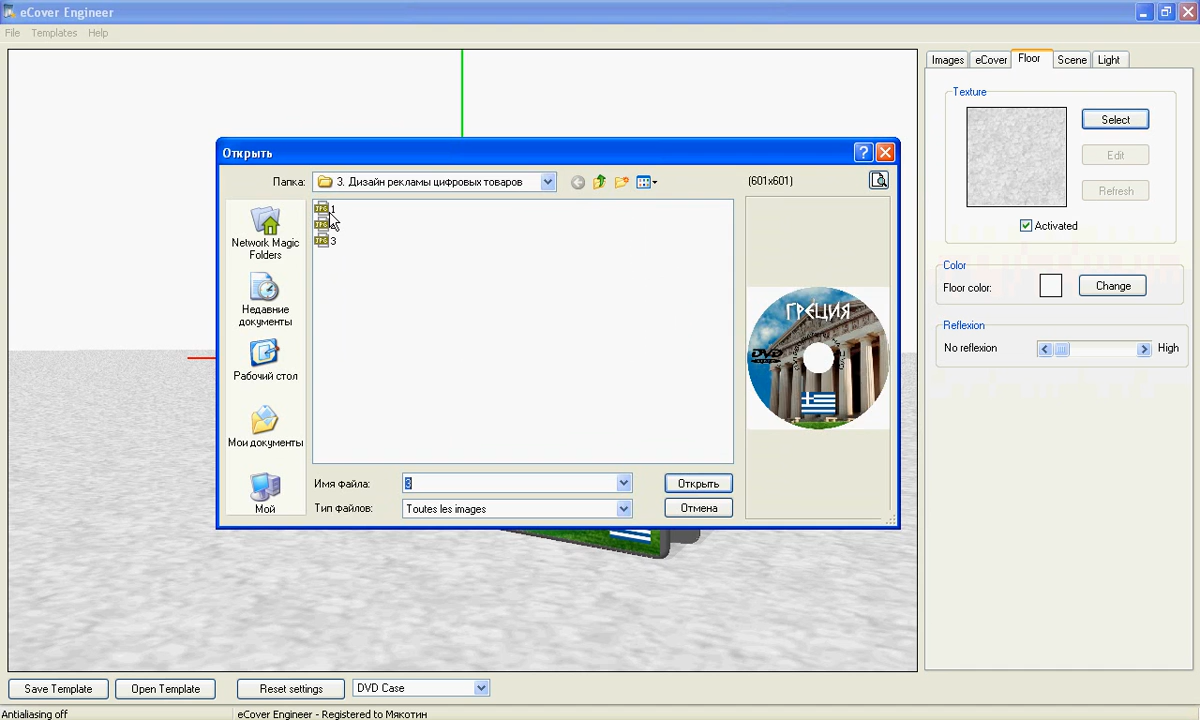 eCover Engineer
File Templates Help
Images eCover Floor Scene Light
Texture
Select
Edit
Refresh
Activated
Color
Floor color: Change
Reflexion
No reflexion High
Открыть
Папка: 3. Дизайн рекламы цифровых товаров (601x601)
Network Magic
Folders
Недавние
документы
Рабочий стол
Мои документы
Мой
1
3
ГРЕЦИЯ
DVD
Имя файла: 3 Открыть
Тип файлов: Toutes les images Отмена
Save Template Open Template Reset settings DVD Case
Antialiasing off eCover Engineer - Registered to Мякотин